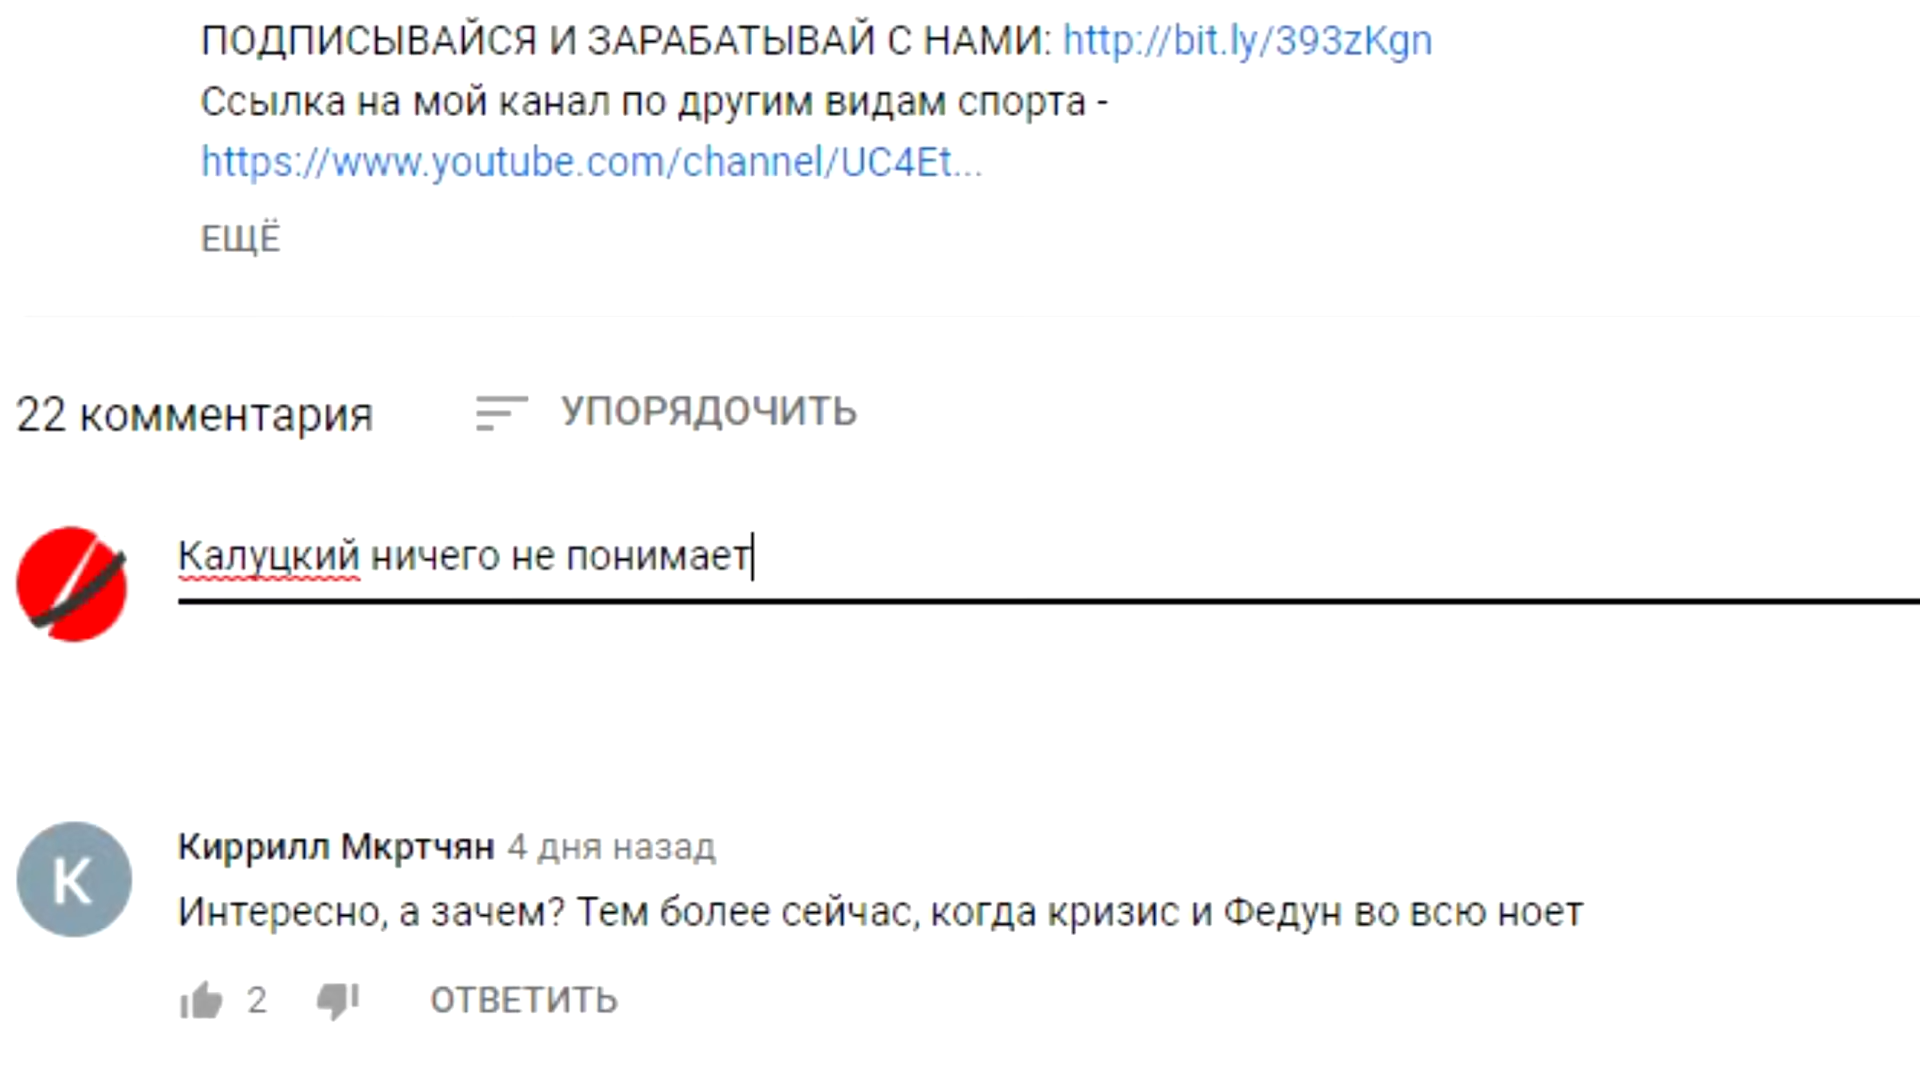 ПОДПИСЫВАЙСЯ И ЗАРАБАТЫВАЙ С НАМИ: http://bit.ly/393zKgn
Ссылка на мой канал по другим видам спорта -
https://www.youtube.com/channel/UC4Et...
ЕЩЁ
22 комментария УПОРЯДОЧИТЬ
Калуцкий ничего не понимает
К
Киррилл Мкртчян 4 дня назад
Интересно, а зачем? Тем более сейчас, когда кризис и Федун во всю ноет
2 ОТВЕТИТЬ